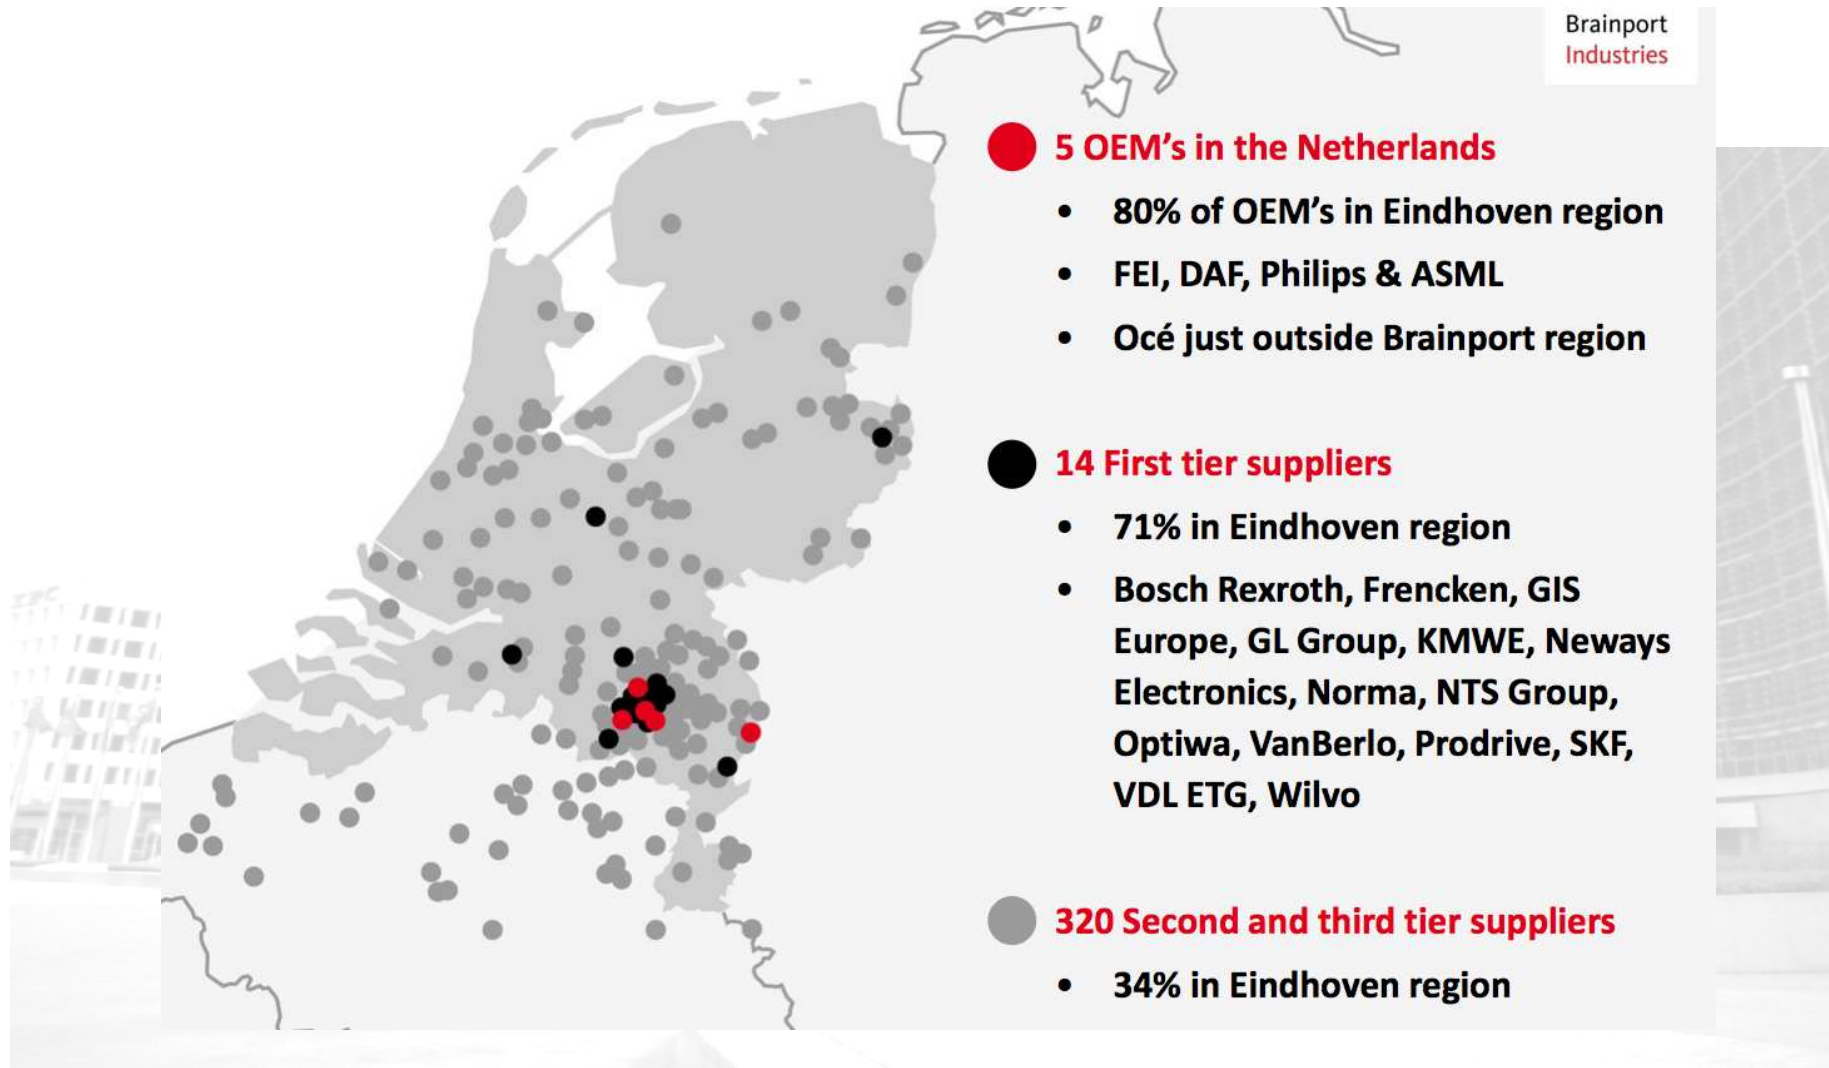 Brainport
Industries
5 OEM's in the Netherlands
• 80% of OEM's in Eindhoven region
• FEI, DAF, Philips & ASML
• Océ just outside Brainport region
14 First tier suppliers
• 71% in Eindhoven region
• Bosch Rexroth, Frencken, GIS
Europe, GL Group, KMWE, Neways
Electronics, Norma, NTS Group,
Optiwa, VanBerlo, Prodrive, SKF,
VDL ETG, Wilvo
320 Second and third tier suppliers
• 34% in Eindhoven region